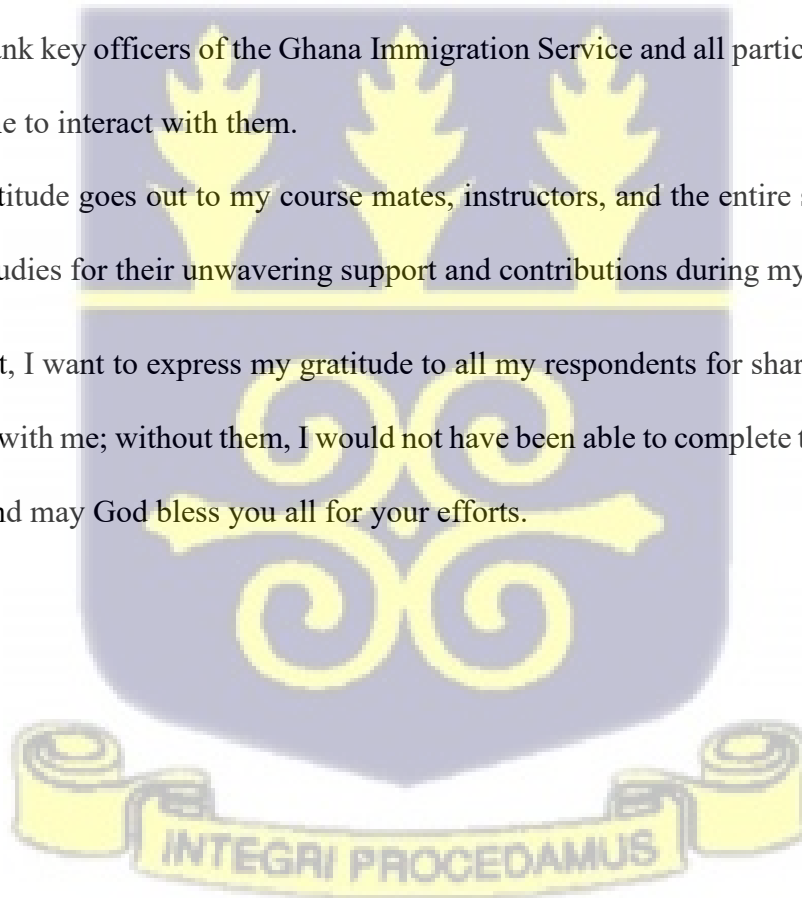 nk key officers of the Ghana Immigration Service and all partic
e to interact with them.
titude goes out to my course mates, instructors, and the entire
udies for their unwavering support and contributions during my
t, I want to express my gratitude to all my respondents for shar
with me; without them, I would not have been able to complete t
nd may God bless you all for your efforts.
INTEGRI PROCEDAMUS